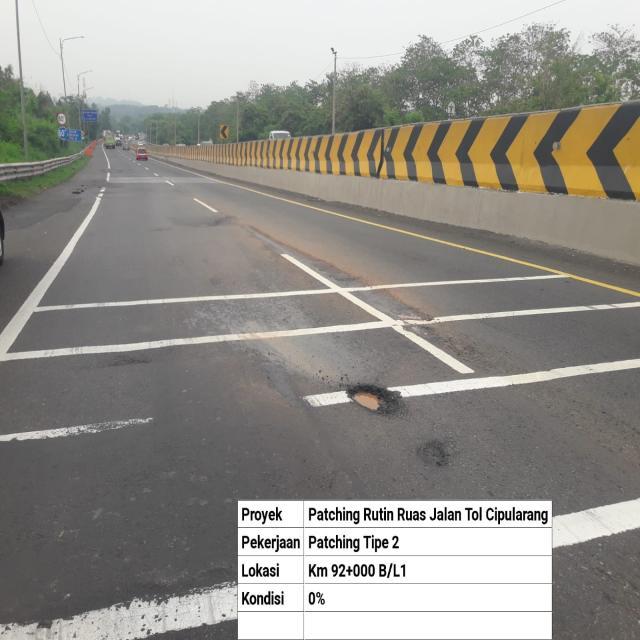 Proyek Patching Rutin Ruas Jalan Tol Cipularang
Pekerjaan Patching Tipe 2
Lokasi Km 92+000 B/L1
Kondisi 0%